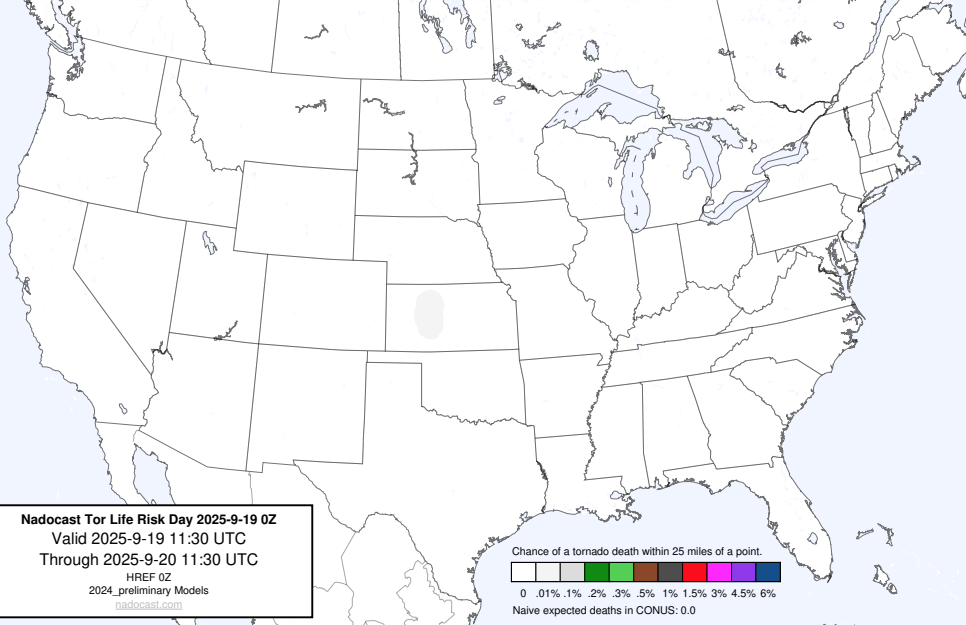 Nadocast Tor Life Risk Day 2025-9-19 0Z
Valid 2025-9-19 11:30 UTC
Through 2025-9-20 11:30 UTC
HREF 0Z
2024_preliminary Models
nadocast.com
Chance of a tornado death within 25 miles of a point.
0 .01% .1% .2% .3% .5% 1% 1.5% 3% 4.5% 6%
Naive expected deaths in CONUS: 0.0